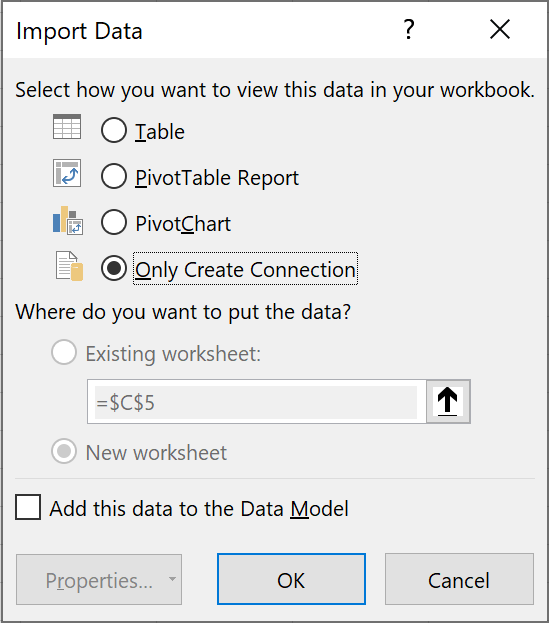 Import Data
?
Select how you want to view this data in your workbook.
Table
PivotTable Report
PivotChart
Only Create Connection
Where do you want to put the data?
Existing worksheet:
=$C$5
New worksheet
Add this data to the Data Model
Properties... OK Cancel